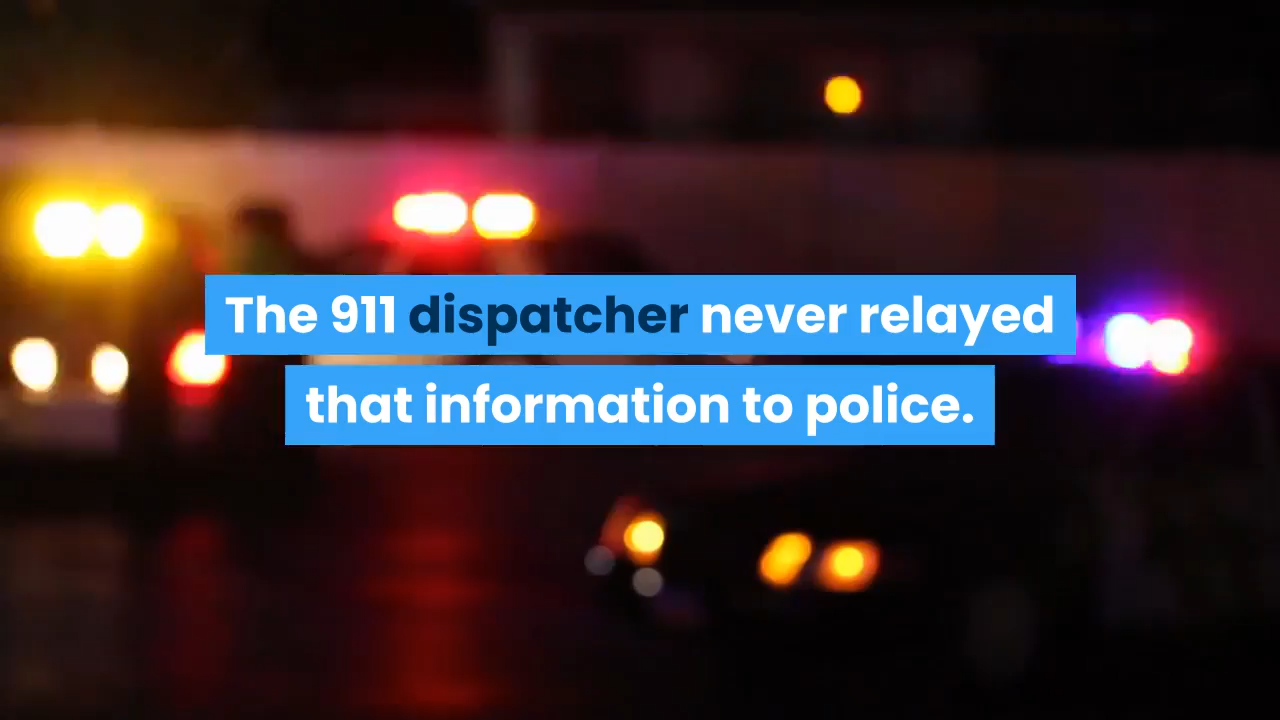 The 911 dispatcher never relayed
that information to police.